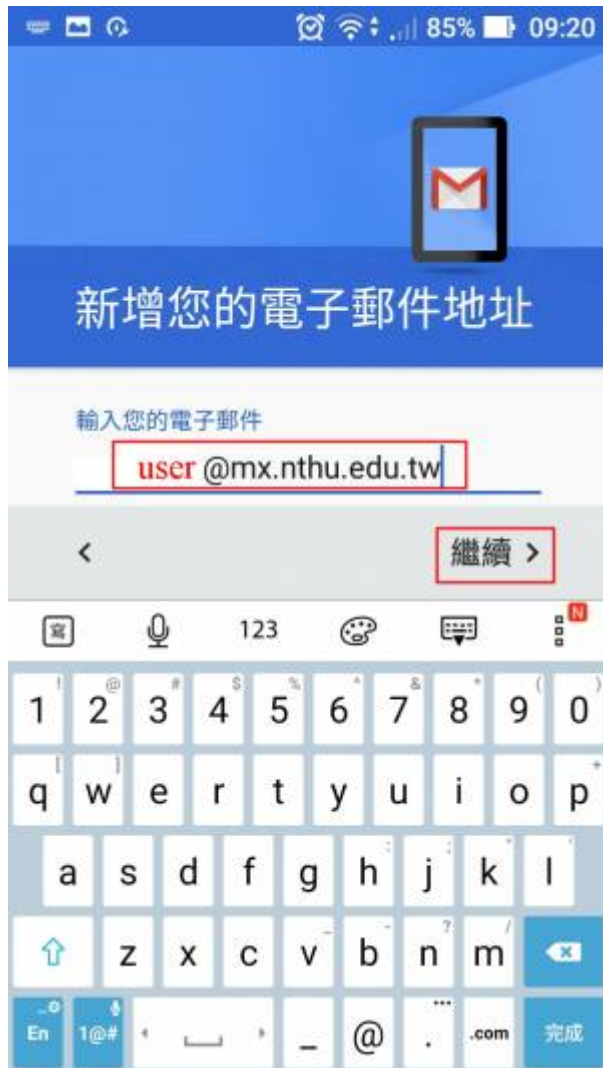 85% 09:20
新增您的電子郵件地址
輸入您的電子郵件
user @mx.nthu.edu.tw
< 繼續 >
寫 123 N
1 ! 2 @ 3 # 4 $ 5 % 6 ^ 7 & 8 * 9 ( 0 )
q [ w ] e r t y u i o p +
a s d f g h : j ; k l
z x c v _ b - n ? m /
En 1@# _ @ . .com 完成